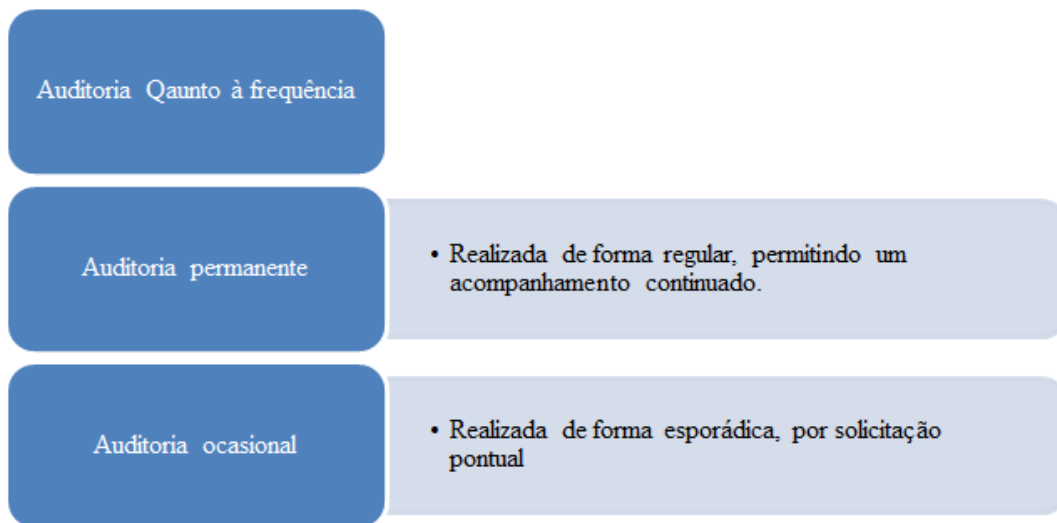 Auditoria Qaunto à frequência
Auditoria permanente
• Realizada de forma regular, permitindo um
acompanhamento continuado.
Auditoria ocasional
• Realizada de forma esporádica, por solicitação
pontual